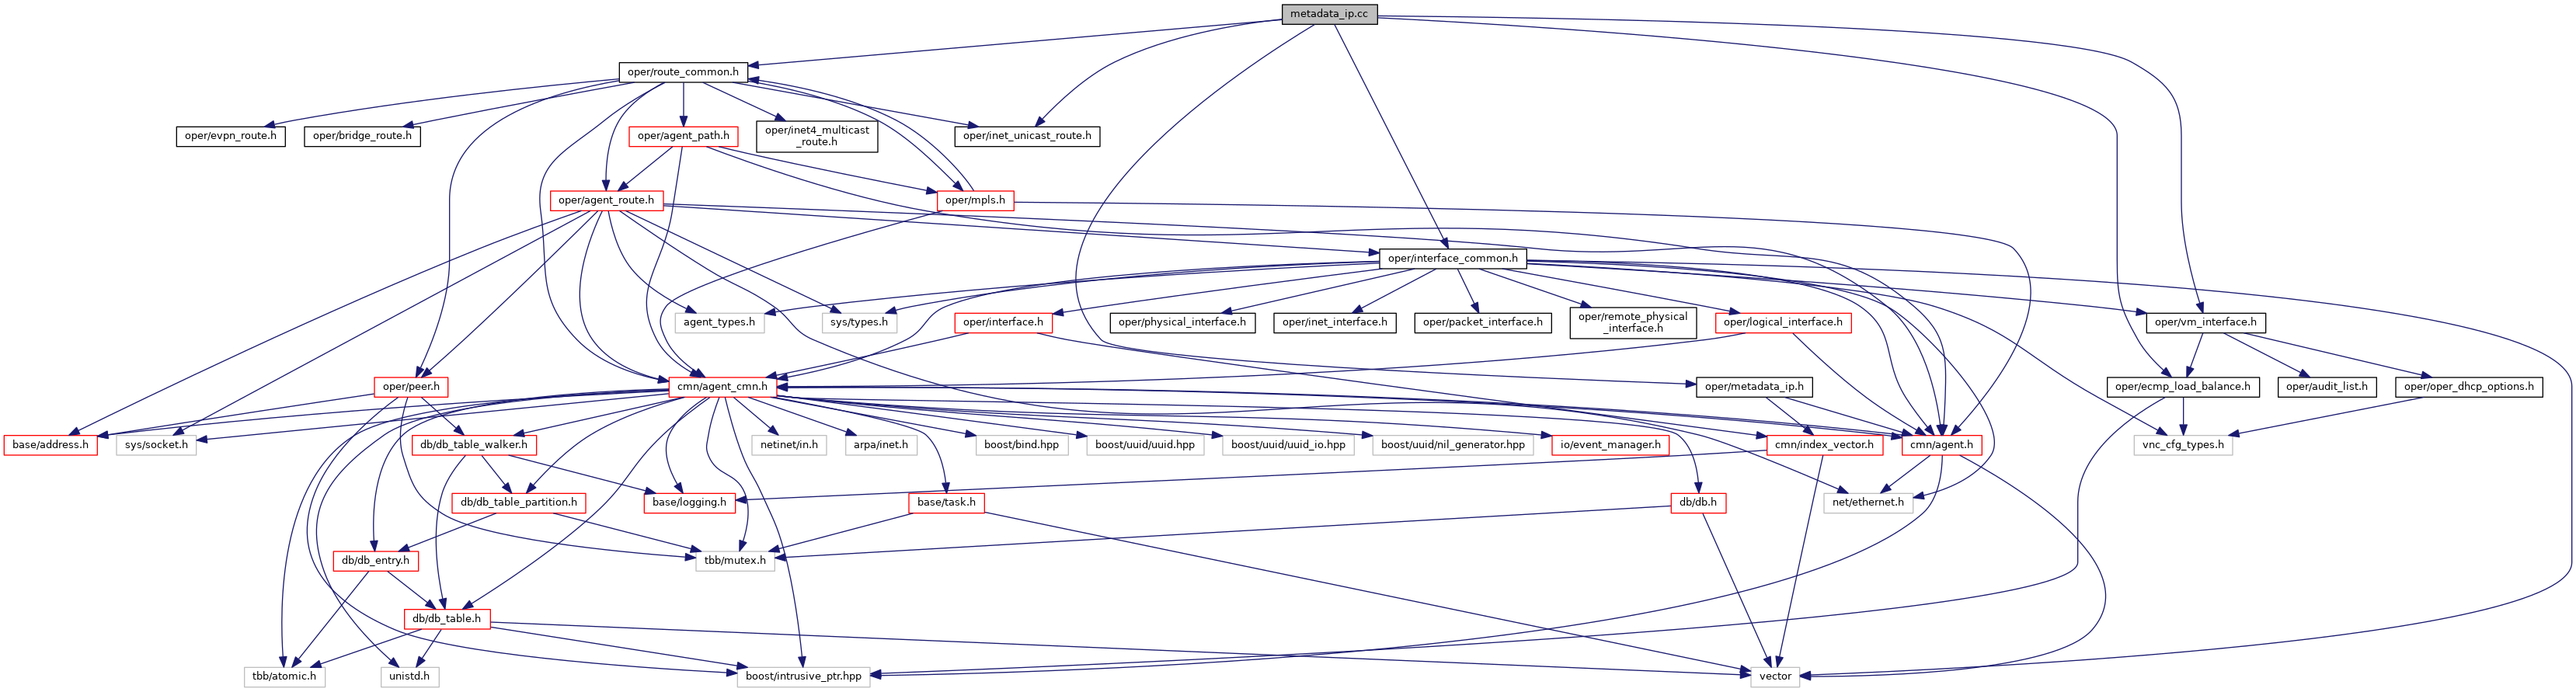 metadata_ip.cc
oper/route_common.h
oper/evpn_route.h
oper/bridge_route.h
oper/agent_path.h
oper/inet4_multicast
_route.h
oper/inet_unicast_route.h
oper/agent_route.h
oper/mpls.h
oper/interface_common.h
agent_types.h
sys/types.h
oper/interface.h
oper/physical_interface.h
oper/inet_interface.h
oper/packet_interface.h
oper/remote_physical
_interface.h
oper/logical_interface.h
oper/vm_interface.h
oper/peer.h
cmn/agent_cmn.h
oper/metadata_ip.h
oper/ecmp_load_balance.h
oper/audit_list.h
oper/oper_dhcp_options.h
base/address.h
sys/socket.h
db/db_table_walker.h
netinet/in.h
arpa/inet.h
boost/bind.hpp
boost/uuid/uuid.hpp
boost/uuid/uuid_io.hpp
boost/uuid/nil_generator.hpp
io/event_manager.h
cmn/index_vector.h
cmn/agent.h
vnc_cfg_types.h
db/db_table_partition.h
base/logging.h
base/task.h
db/db.h
net/ethernet.h
db/db_entry.h
tbb/mutex.h
db/db_table.h
tbb/atomic.h
unistd.h
boost/intrusive_ptr.hpp
vector